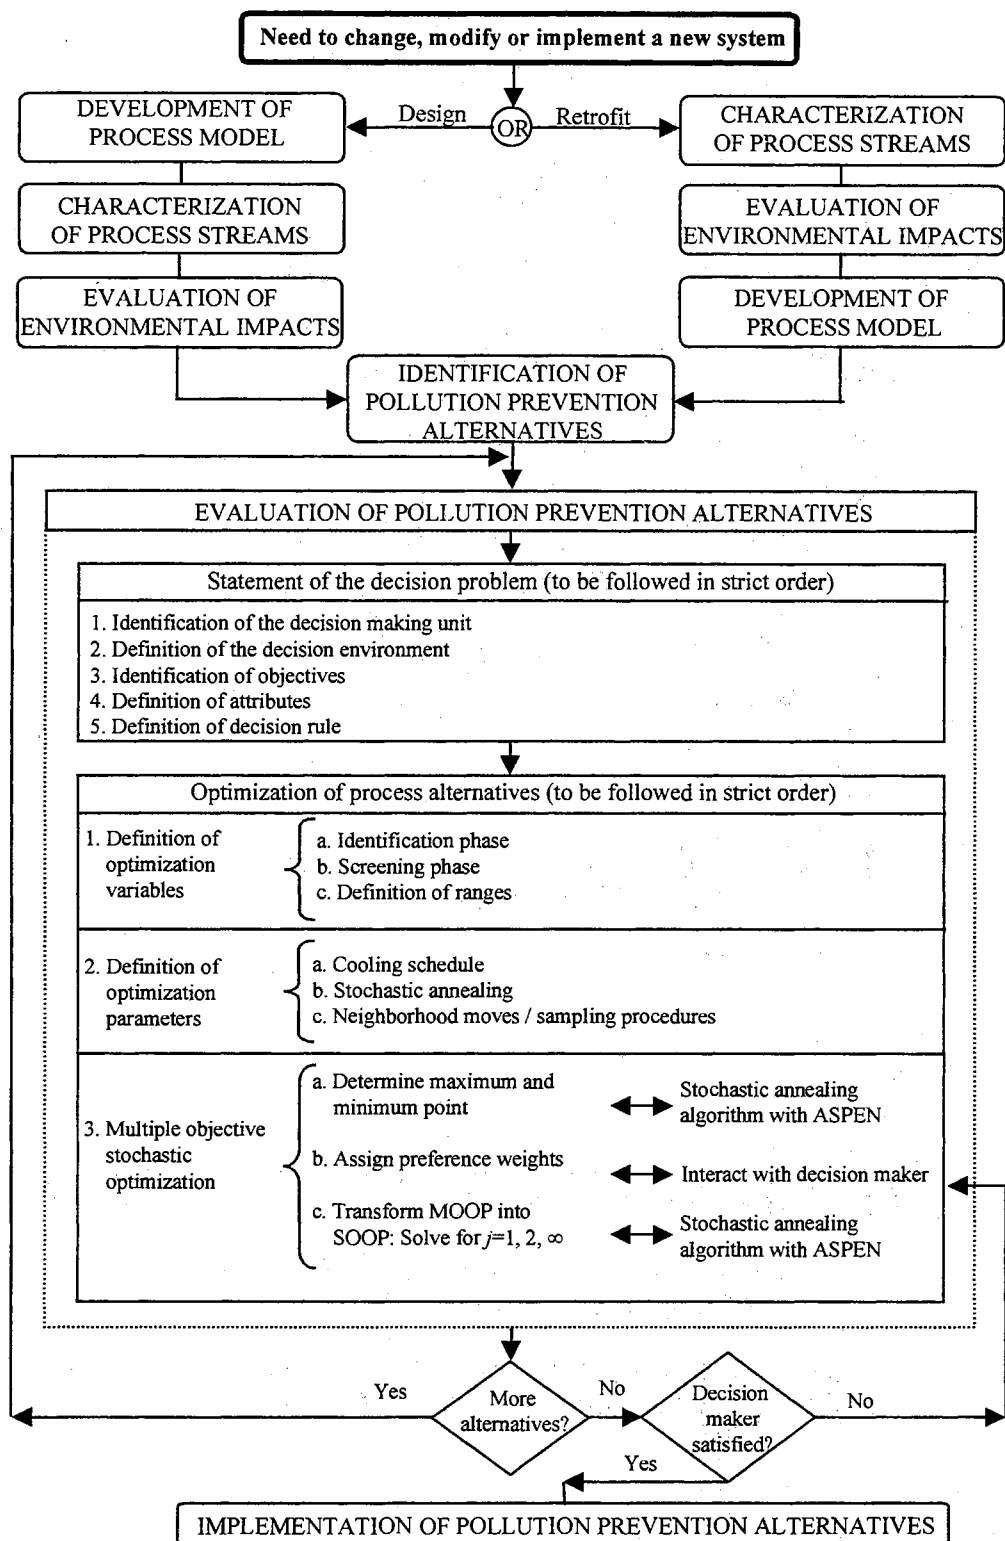 Need to change, modify or implement a new system
Design
OR
Retrofit
DEVELOPMENT OF
PROCESS MODEL
CHARACTERIZATION
OF PROCESS STREAMS
EVALUATION OF
ENVIRONMENTAL IMPACTS
CHARACTERIZATION
OF PROCESS STREAMS
EVALUATION OF
ENVIRONMENTAL IMPACTS
DEVELOPMENT OF
PROCESS MODEL
IDENTIFICATION OF
POLLUTION PREVENTION
ALTERNATIVES
EVALUATION OF POLLUTION PREVENTION ALTERNATIVES
Statement of the decision problem (to be followed in strict order)
1. Identification of the decision making unit
2. Definition of the decision environment
3. Identification of objectives
4. Definition of attributes
5. Definition of decision rule
Optimization of process alternatives (to be followed in strict order)
1. Definition of
optimization
variables
a. Identification phase
b. Screening phase
c. Definition of ranges
2. Definition of
optimization
parameters
a. Cooling schedule
b. Stochastic annealing
c. Neighborhood moves / sampling procedures
3. Multiple objective
stochastic
optimization
a. Determine maximum and
minimum point
Stochastic annealing
algorithm with ASPEN
b. Assign preference weights
Interact with decision maker
c. Transform MOOP into
SOOP: Solve for j=1, 2, ∞
Stochastic annealing
algorithm with ASPEN
Yes
More
alternatives?
No
Decision
maker
satisfied?
No
Yes
IMPLEMENTATION OF POLLUTION PREVENTION ALTERNATIVES